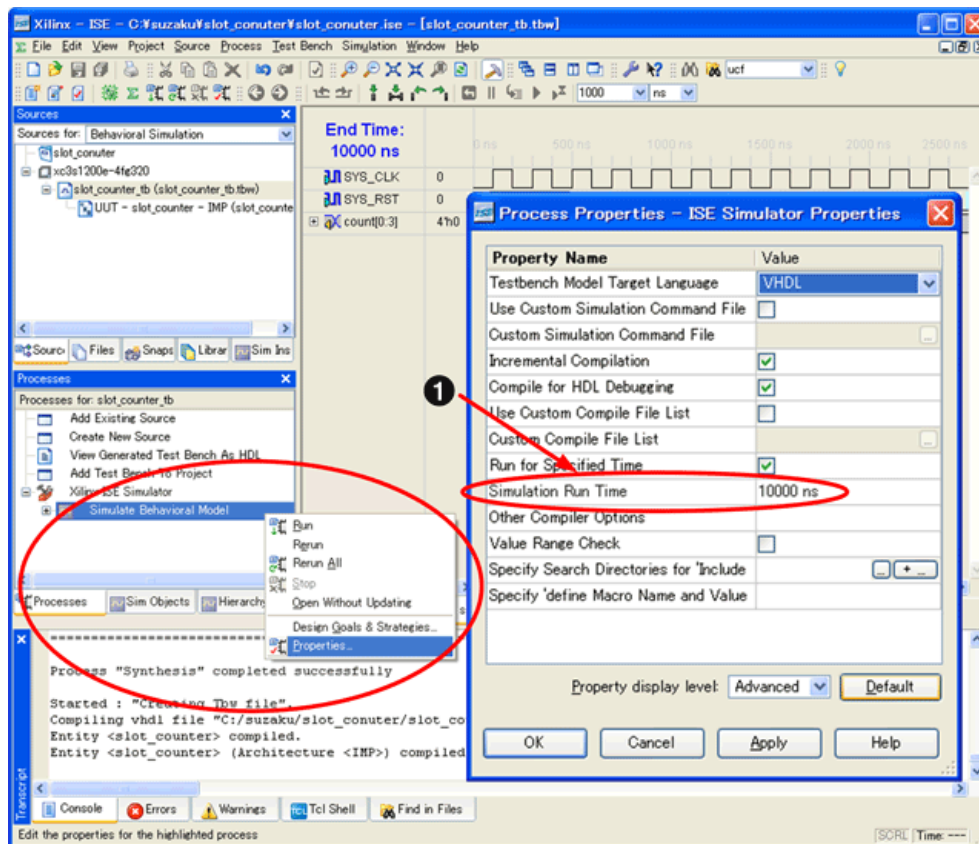 Xilinx - ISE - C:¥suzaku¥slot_conuter¥slot_conuter.ise - [slot_counter_tb.tbw]
File Edit View Project Source Process Test Bench Simulation Window Help
ucf
1000 ns
Sources
Sources for: Behavioral Simulation
slot_conuter
xc3s1200e-4fg320
slot_counter_tb (slot_counter_tb.tbw)
UUT - slot_counter - IMP (slot_counte
Sourc Files Snaps Librar Sim Ins
End Time:
10000 ns
0 ns 500 ns 1000 ns 1500 ns 2000 ns 2500 ns
SYS_CLK 0
SYS_RST 0
count[0:3] 4'h0
Processes
Processes for: slot_counter_tb
Add Existing Source
Create New Source
View Generated Test Bench As HDL
Add Test Bench To Project
Xilinx ISE Simulator
Simulate Behavioral Model
Run
Rerun
Rerun All
Stop
Open Without Updating
Design Goals & Strategies...
Properties...
Processes Sim Objects Hierarchy
1
Process Properties - ISE Simulator Properties
Property Name Value
Testbench Model Target Language VHDL
Use Custom Simulation Command File
Custom Simulation Command File
Incremental Compilation
Compile for HDL Debugging
Use Custom Compile File List
Custom Compile File List
Run for Specified Time
Simulation Run Time 10000 ns
Other Compiler Options
Value Range Check
Specify Search Directories for 'Include
Specify 'define Macro Name and Value
Property display level: Advanced Default
OK Cancel Apply Help
Process "Synthesis" completed successfully
Started : "Creating Tbw file".
Compiling vhdl file "C:/suzaku/slot_conuter/slot_co
Entity <slot_counter> compiled.
Entity <slot_counter> (Architecture <IMP>) compiled
Transcript
Console Errors Warnings Tcl Shell Find in Files
Edit the properties for the highlighted process
SCRL Time: ---